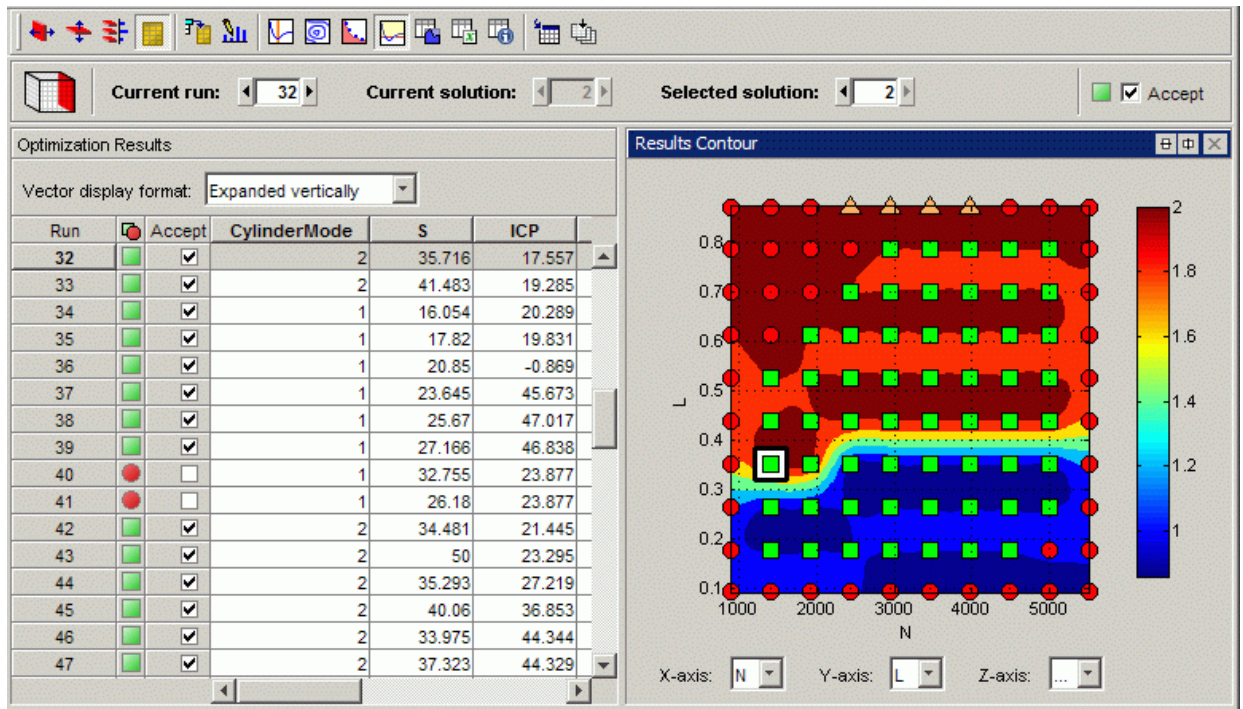 Current run: 32 Current solution: 2 Selected solution: 2 Accept
Optimization Results
Vector display format: Expanded vertically
Run Accept CylinderMode S ICP
32 2 35.716 17.557
33 2 41.483 19.285
34 1 16.054 20.289
35 1 17.82 19.831
36 1 20.85 -0.869
37 1 23.645 45.673
38 1 25.67 47.017
39 1 27.166 46.838
40 1 32.755 23.877
41 1 26.18 23.877
42 2 34.481 21.445
43 2 50 23.295
44 2 35.293 27.219
45 2 40.06 36.853
46 2 33.975 44.344
47 2 37.323 44.329
Results Contour
0.8
0.7
0.6
0.5
0.4
0.3
0.2
0.1
L
1000 2000 3000 4000 5000
N
2
1.8
1.6
1.4
1.2
1
X-axis: N Y-axis: L Z-axis: ...